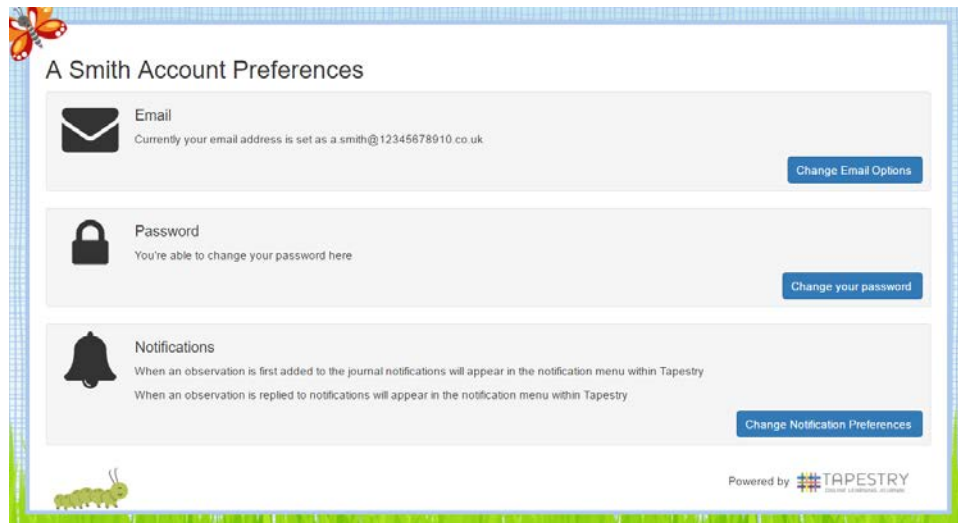 A Smith Account Preferences
Email
Currently your email address is set as a.smith@12345678910.co.uk
Change Email Options
Password
You're able to change your password here
Change your password
Notifications
When an observation is first added to the journal notifications will appear in the notification menu within Tapestry
When an observation is replied to notifications will appear in the notification menu within Tapestry
Change Notification Preferences
Powered by TAPESTRY
ONLINE LEARNING JOURNAL